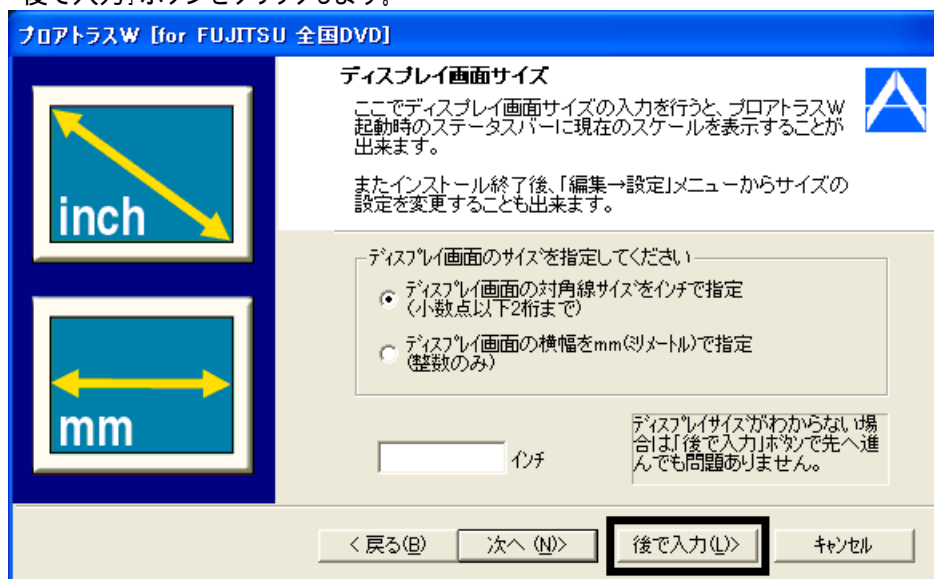 後で入力」ボタンをクリックします。
プロアトラスW [for FUJITSU 全国DVD]
ディスプレイ画面サイズ
ここでディスプレイ画面サイズの入力を行うと、プロアトラスW
起動時のステータスバーに現在のスケールを表示することが
出来ます。
またインストール終了後、「編集→設定」メニューからサイズの
設定を変更することも出来ます。
inch
ディスプレイ画面のサイズを指定してください
ディスプレイ画面の対角線サイズをインチで指定
(小数点以下2桁まで)
ディスプレイ画面の横幅をmm(ミリメートル)で指定
(整数のみ)
mm
インチ
ディスプレイサイズがわからない場
合は「後で入力」ボタンで先へ進
んでも問題ありません。
< 戻る(B)
次へ (N)>
後で入力(L)>
キャンセル